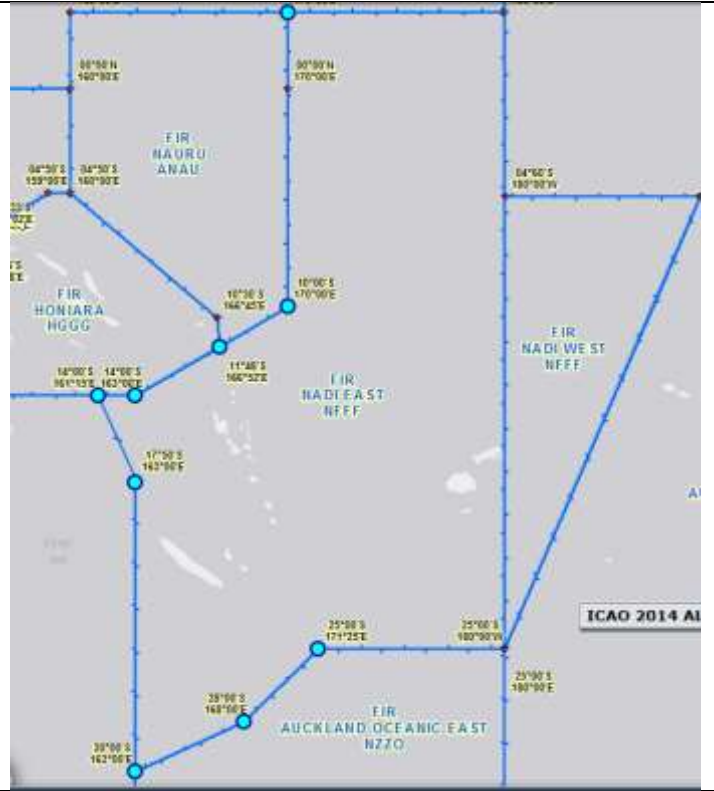 00°00'N
160°00'E
00°00'N
170°00'E
FIR
NAURU
ANAU
04°50'S
159°00'E
04°50'S
160°00'E
04°60'S
180°00'W
FIR
HONIARA
HGGG
10°30'S
166°45'E
10°00'S
170°00'E
FIR
NADI WEST
NFFF
14°00'S
161°15'E
14°00'S
163°00'E
11°46'S
166°52'E
FIR
NADI EAST
NFFF
17°50'S
163°00'E
ICAO 2014 AL
25°00'S
171°25'E
25°00'S
180°00'W
25°00'S
180°00'E
28°00'S
168°00'E
FIR
AUCKLAND OCEANIC EAST
NZZO
30°00'S
163°00'E